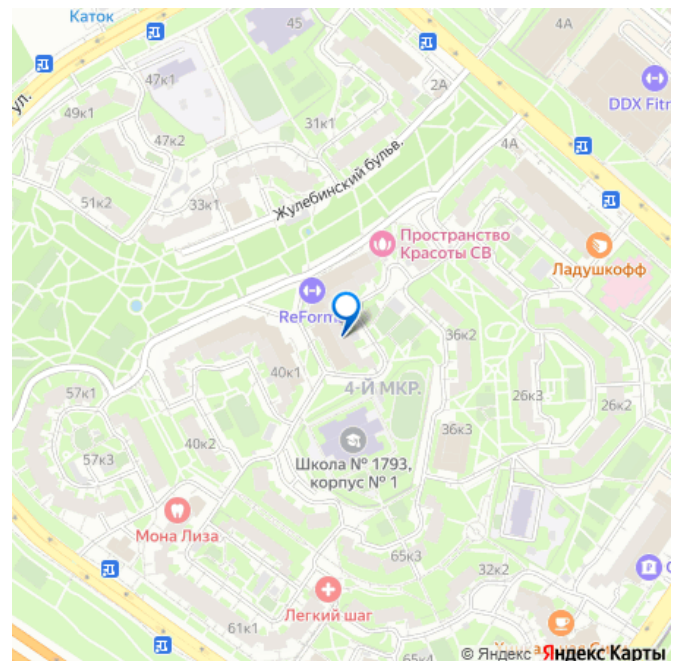 Каток
45
4А
47к1
2А
DDX Fitn
ул.
49к1
31к1
47к2
4А
Жулебинский бульв.
51к2
33к1
Пространство
Красоты СВ
Ладушкофф
ReForm
36к2
40к1
4-Й МКР.
57к1
26к3
26к2
36к3
40к2
57к3
Школа № 1793,
корпус № 1
Мона Лиза
65к3
32к2
Легкий шаг
61к1
64к4
© Яндекс Яндекс Карты